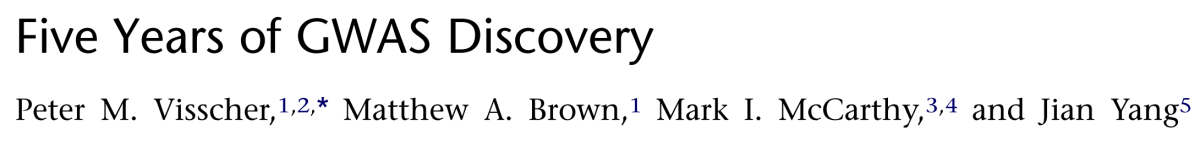 Five Years of GWAS Discovery
Peter M. Visscher,1,2,* Matthew A. Brown,1 Mark I. McCarthy,3,4 and Jian Yang5